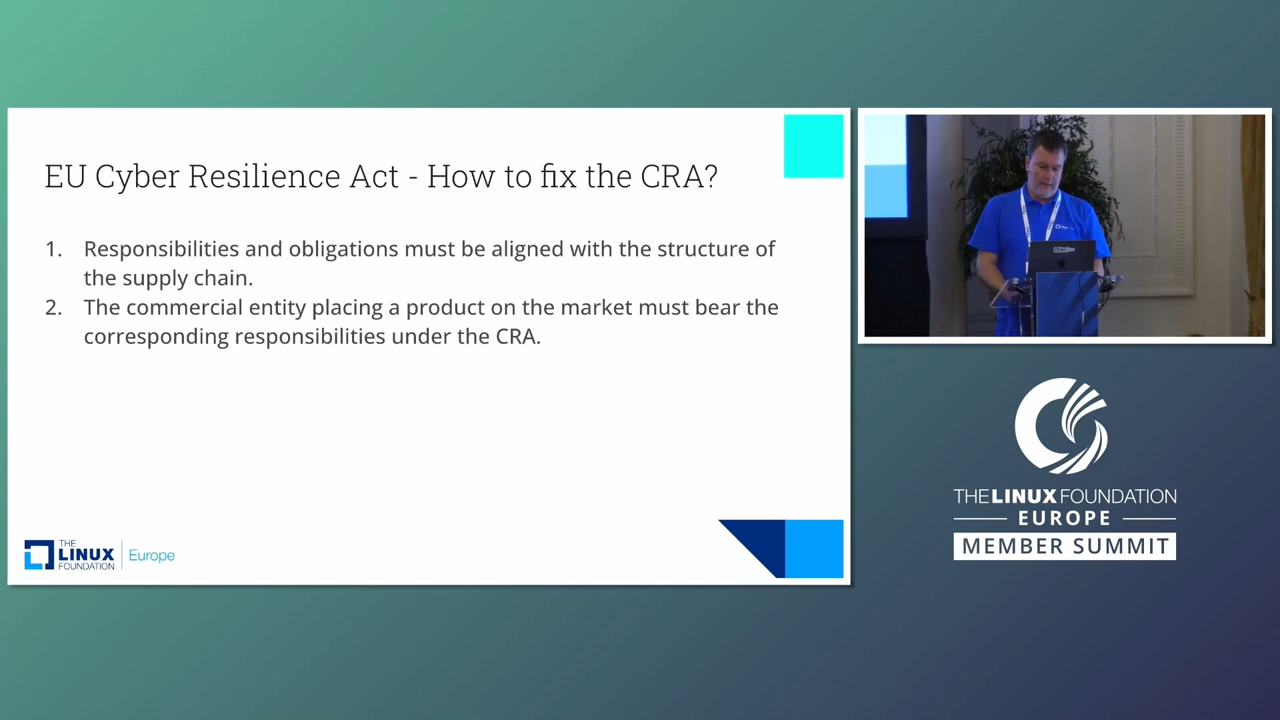 EU Cyber Resilience Act - How to fix the CRA?
1. Responsibilities and obligations must be aligned with the structure of
the supply chain.
2. The commercial entity placing a product on the market must bear the
corresponding responsibilities under the CRA.
THE
LINUX
FOUNDATION
Europe
THE LINUX FOUNDATION
EUROPE
MEMBER SUMMIT